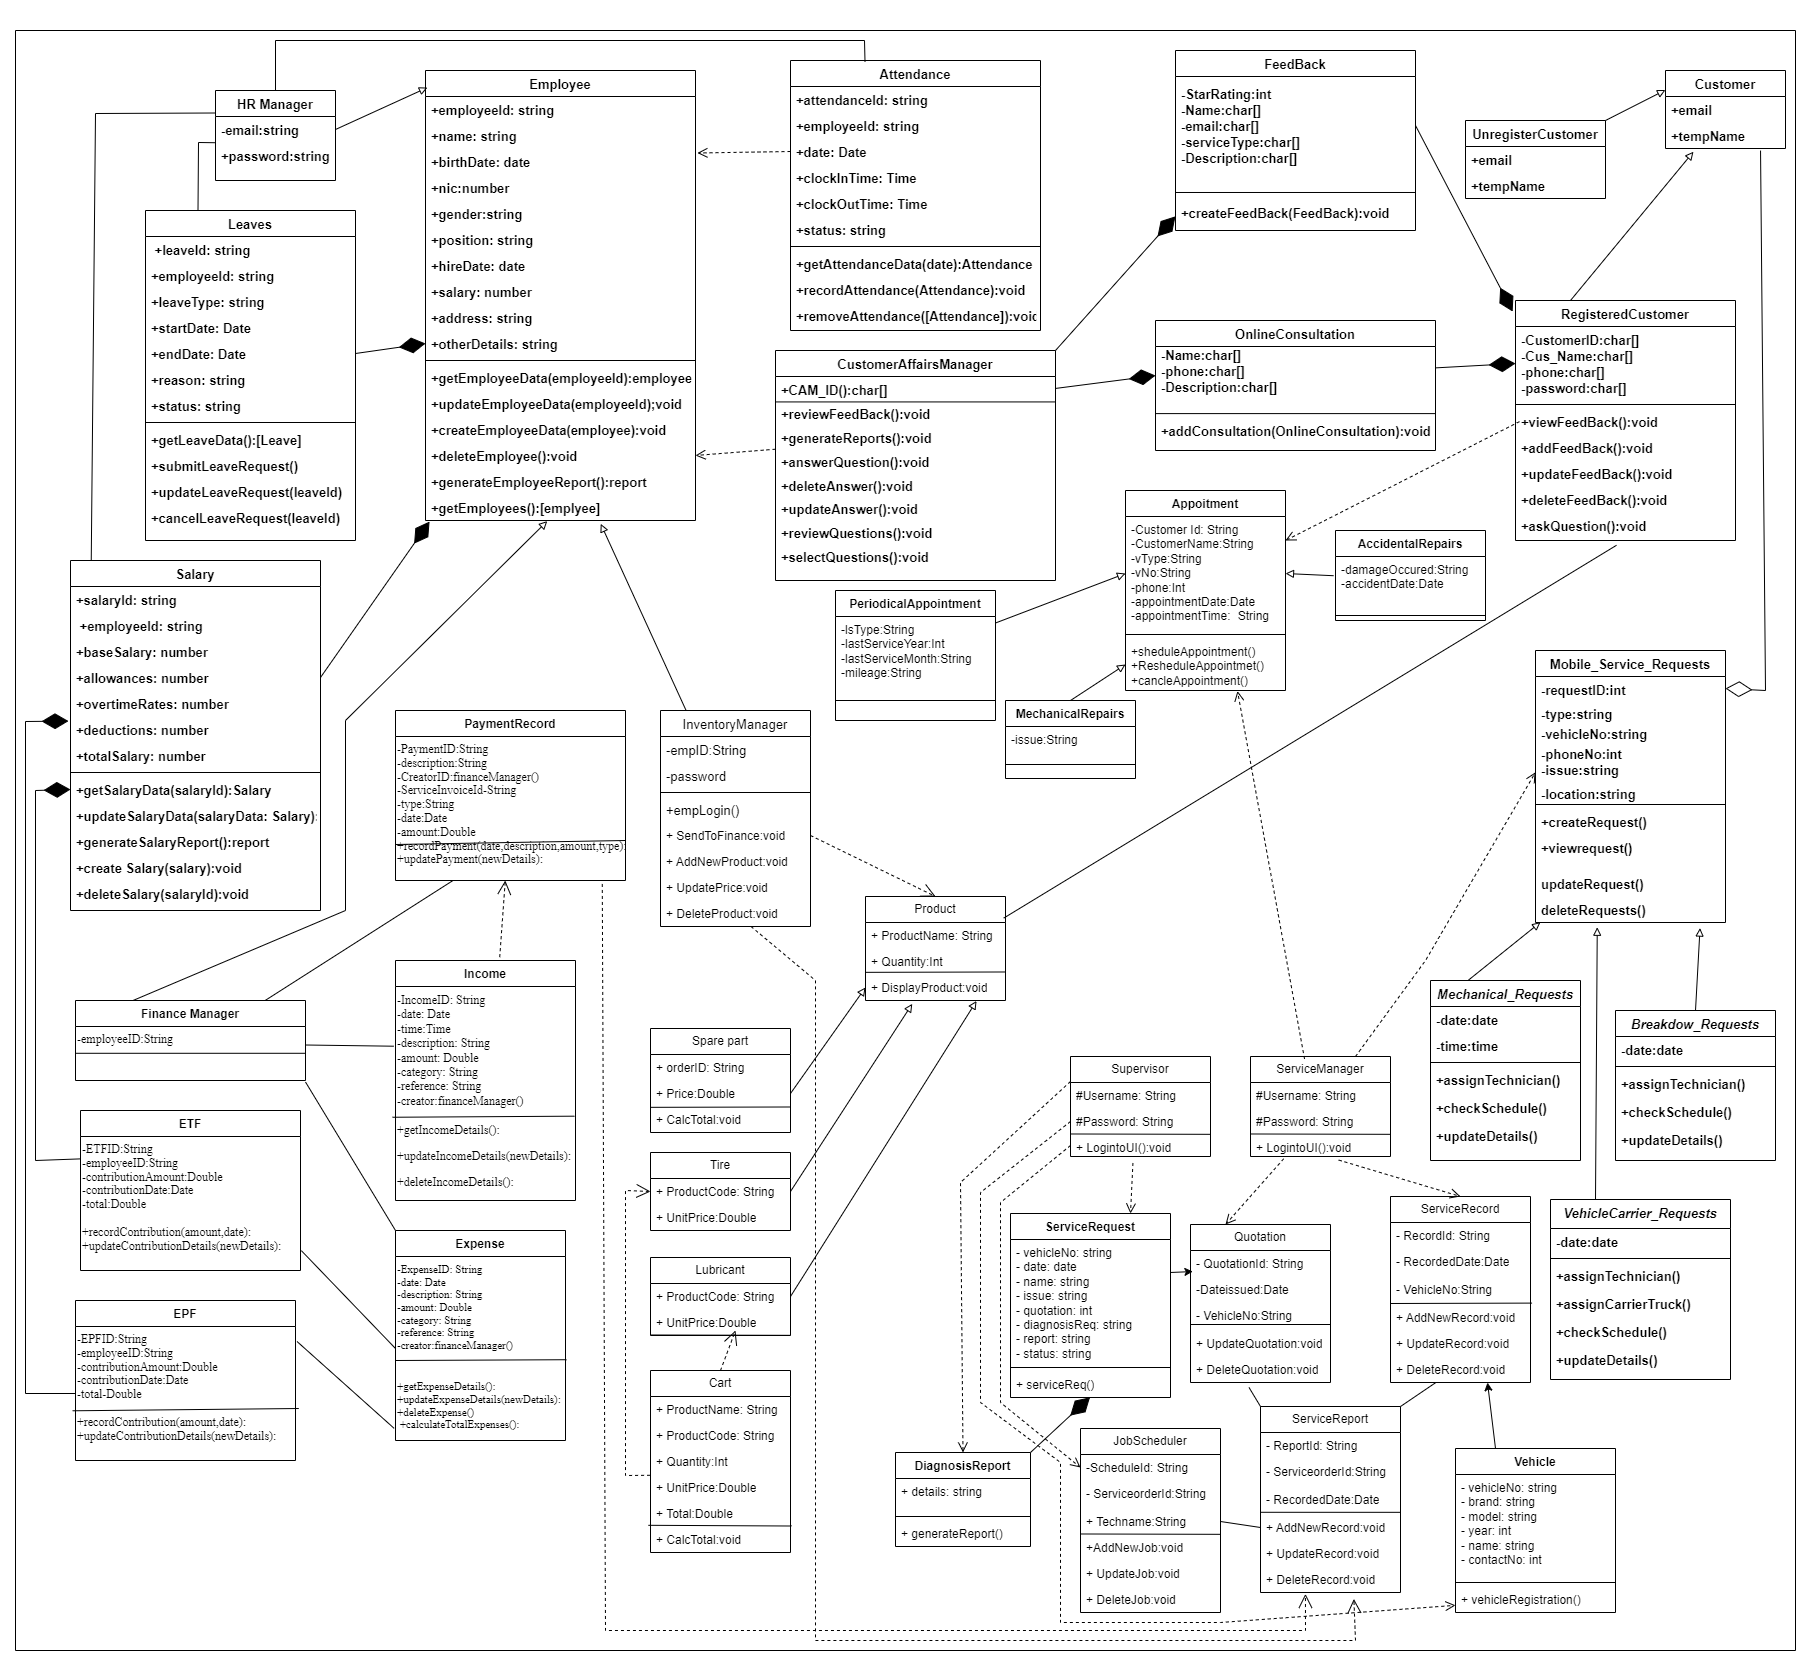 HR Manager
-email:string
+password:string
Employee
+employeeId: string
+name: string
+birthDate: date
+nic:number
+gender:string
+position: string
+hireDate: date
+salary: number
+address: string
+otherDetails: string
+getEmployeeData(employeeId):employee
+updateEmployeeData(employeeId);void
+createEmployeeData(employee):void
+deleteEmployee():void
+generateEmployeeReport():report
+getEmployees():[emplyee]
Attendance
+attendanceId: string
+employeeId: string
+date: Date
+clockInTime: Time
+clockOutTime: Time
+status: string
+getAttendanceData(date):Attendance
+recordAttendance(Attendance):void
+removeAttendance([Attendance]):voic
FeedBack
-StarRating:int
-Name:char[]
-email:char[]
-serviceType:char[]
-Description:char[]
+createFeedBack(FeedBack):void
Customer
+email
+tempName
UnregisterCustomer
+email
+tempName
Leaves
+leaveId: string
+employeeId: string
+leaveType: string
+startDate: Date
+endDate: Date
+reason: string
+status: string
+getLeaveData():[Leave]
+submitLeaveRequest()
+updateLeaveRequest(leaveId)
+cancelLeaveRequest(leaveId)
CustomerAffairsManager
+CAM_ID():char[]
+reviewFeedBack():void
+generateReports():void
+answerQuestion():void
+deleteAnswer():void
+updateAnswer():void
+reviewQuestions():void
+selectQuestions():void
OnlineConsultation
-Name:char[]
-phone:char[]
-Description:char[]
+addConsultation(OnlineConsultation):void
RegisteredCustomer
-CustomerID:char[]
-Cus_Name:char[]
-phone:char[]
-password:char[]
+viewFeedBack():void
+addFeedBack():void
+updateFeedBack():void
+deleteFeedBack():void
+askQuestion():void
Appoitment
-Customer Id: String
-CustomerName:String
-vType:String
-vNo:String
-phone:Int
-appointmentDate:Date
-appointmentTime: String
+sheduleAppointment()
+ResheduleAppointmet()
+cancleAppointment()
AccidentalRepairs
-damageOccured:String
-accidentDate:Date
PeriodicalAppointment
-lsType:String
-lastServiceYear:Int
-lastServiceMonth:String
-mileage:String
MechanicalRepairs
-issue:String
Salary
+salaryId: string
+employeeId: string
+baseSalary: number
+allowances: number
+overtimeRates: number
+deductions: number
+totalSalary: number
+getSalaryData(salaryId):Salary
+updateSalaryData(salaryData: Salary):
+generateSalaryReport():report
+create Salary(salary):void
+deleteSalary(salaryId):void
PaymentRecord
-PaymentID:String
-description:String
-CreatorID:financeManager()
-ServiceInvoiceId-String
-type:String
-date:Date
-amount:Double
+recordPayment(date,description,amount,type):
+updatePayment(newDetails):
InventoryManager
-empID:String
-password
+empLogin()
+ SendToFinance:void
+ AddNewProduct:void
+ UpdatePrice:void
+ DeleteProduct:void
Mobile_Service_Requests
-requestID:int
-type:string
-vehicleNo:string
-phoneNo:int
-issue:string
-location:string
+createRequest()
+viewrequest()
updateRequest()
deleteRequests()
Product
+ ProductName: String
+ Quantity:Int
+ DisplayProduct:void
Finance Manager
-employeeID:String
Income
-IncomeID: String
-date: Date
-time:Time
-description: String
-amount: Double
-category: String
-reference: String
-creator:financeManager()
+getIncomeDetails():
+updateIncomeDetails(newDetails):
+deleteIncomeDetails():
Spare part
+ orderID: String
+ Price:Double
+ CalcTotal:void
Tire
+ ProductCode: String
+ UnitPrice:Double
Lubricant
+ ProductCode: String
+ UnitPrice:Double
Cart
+ ProductName: String
+ ProductCode: String
+ Quantity:Int
+ UnitPrice:Double
+ Total:Double
+ CalcTotal:void
ETF
-ETFID:String
-employeeID:String
-contributionAmount:Double
-contributionDate:Date
-total:Double
+recordContribution(amount,date):
+updateContributionDetails(newDetails):
EPF
-EPFID:String
-employeeID:String
-contributionAmount:Double
-contributionDate:Date
-total-Double
+recordContribution(amount,date):
+updateContributionDetails(newDetails):
Expense
-ExpenseID: String
-date: Date
-description: String
-amount: Double
-category: String
-reference: String
-creator:financeManager()
+getExpenseDetails():
+updateExpenseDetails(newDetails):
+deleteExpense()
+calculateTotalExpenses():
Supervisor
#Username: String
#Password: String
+ LogintoUI():void
ServiceManager
#Username: String
#Password: String
+ LogintoUI():void
Mechanical_Requests
-date:date
-time:time
+assignTechnician()
+checkSchedule()
+updateDetails()
Breakdow_Requests
-date:date
+assignTechnician()
+checkSchedule()
+updateDetails()
VehicleCarrier_Requests
-date:date
+assignTechnician()
+assignCarrierTruck()
+checkSchedule()
+updateDetails()
ServiceRequest
- vehicleNo: string
- date: date
- name: string
- issue: string
- quotation: int
- diagnosisReq: string
- report: string
- status: string
+ serviceReq()
Quotation
- QuotationId: String
-Dateissued:Date
- VehicleNo:String
+ UpdateQuotation:void
+ DeleteQuotation:void
ServiceRecord
- RecordId: String
- RecordedDate:Date
- VehicleNo:String
+ AddNewRecord:void
+ UpdateRecord:void
+ DeleteRecord:void
DiagnosisReport
+ details: string
+ generateReport()
JobScheduler
-ScheduleId: String
- ServiceorderId:String
+ Techname:String
+AddNewJob:void
+ UpdateJob:void
+ DeleteJob:void
ServiceReport
- ReportId: String
- ServiceorderId:String
- RecordedDate:Date
+ AddNewRecord:void
+ UpdateRecord:void
+ DeleteRecord:void
Vehicle
- vehicleNo: string
- brand: string
- model: string
- year: int
- name: string
- contactNo: int
+ vehicleRegistration()